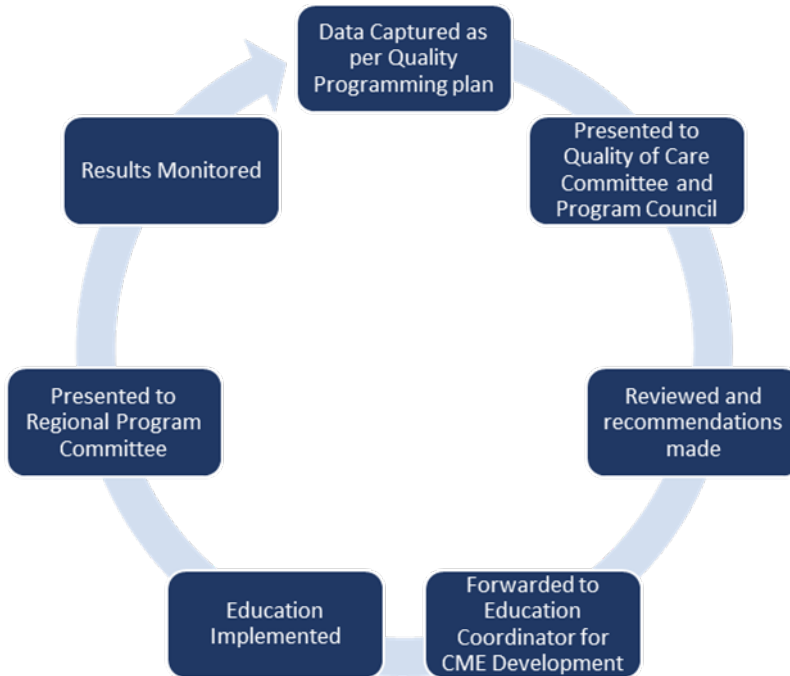 Data Captured as
per Quality
Programming plan
Presented to
Quality of Care
Committee and
Program Council
Reviewed and
recommendations
made
Forwarded to
Education
Coordinator for
CME Development
Education
Implemented
Presented to
Regional Program
Committee
Results Monitored